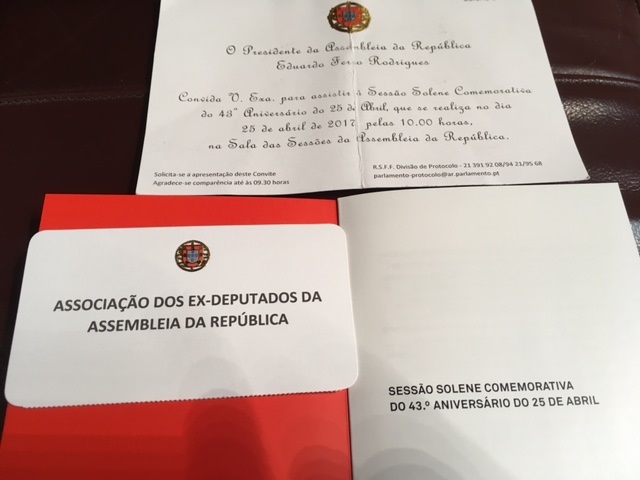 O Presidente da Assembleia da República
Eduardo Ferro Rodrigues
Convida V. Exa. para assistir à Sessão Solene Comemorativa
do 43º Aniversário do 25 de Abril, que se realiza no dia
25 de abril de 2017, pelas 10.00 horas,
na Sala das Sessões da Assembleia da República.
Solicita-se a apresentação deste Convite
Agradece-se comparência até às 09.30 horas
R.S.F.F. Divisão de Protocolo - 21 391 92 08/94 21/95 68
parlamento-protocolo@ar.parlamento.pt
ASSOCIAÇÃO DOS EX-DEPUTADOS DA
ASSEMBLEIA DA REPÚBLICA
SESSÃO SOLENE COMEMORATIVA
DO 43.º ANIVERSÁRIO DO 25 DE ABRIL